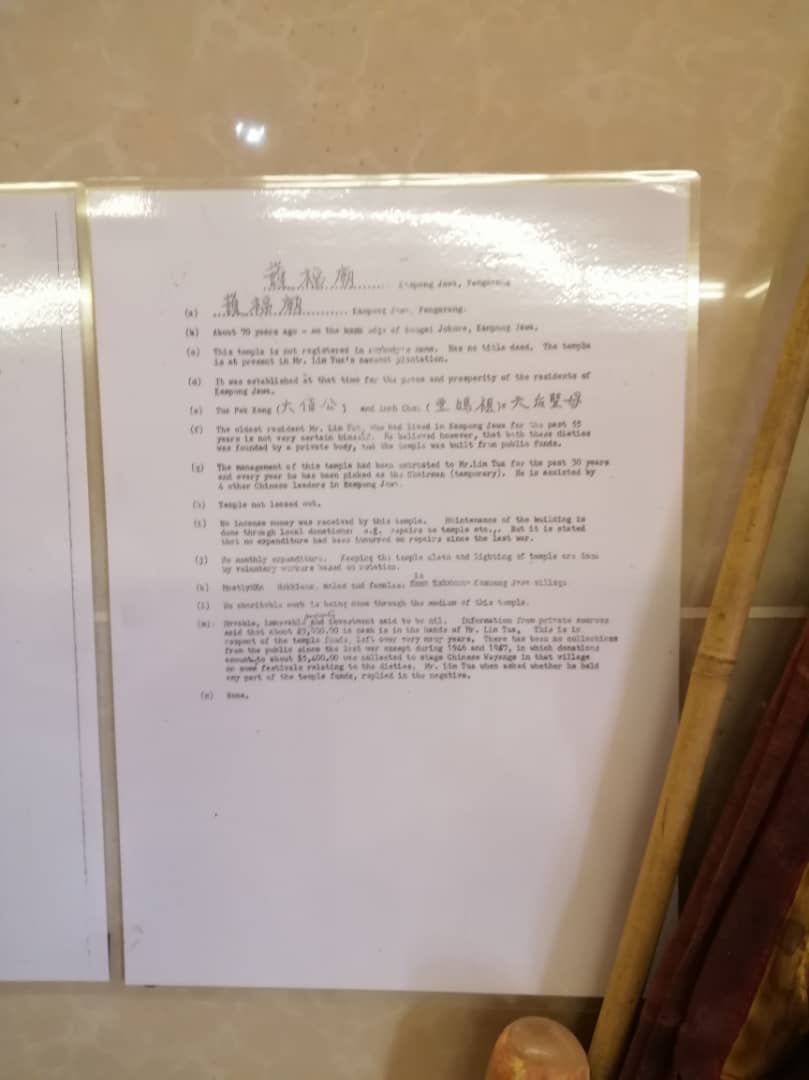 福廟 Kampong Jawa, Pengerang
(a) 福廟 Kampong Jawa, Pengerang.
(b) About 70 years ago - on the bank edge of Sungei Johore, Kampong Jawa.
(c) This temple is not registered in name. Has no title deed. The temple
is at present in Mr. Lim Tua's coconut plantation.
(d) It was established at that time for the peace and prosperity of the residents of
Kampong Jawa.
(e) Tua Pek Kong (大伯公) and (媽祖 天后聖母
(f) The oldest resident Mr. Lim who had lived in Kampong Jawa for the past 55
years is not very certain himself. He believed however, that both these dieties
was founded by a private body, the temple was built from public funds.
(g) The management of this temple had been entrusted to Mr.Lim Tua for the past 30 years
and every year he has been picked as the Chairman (temporary). He is assisted by
4 other Chinese leaders in Kampong Jawa.
(h) Temple not leased out.
(i) No incense money was received by this temple. Maintenance of the building is
done through local donations: e.g. repairs to temple etc.,. But it is stated
that no expenditure had been incurred on repairs since the last war.
(j) No monthly expenditure. Keeping the temple clean and lighting of temple are done
by voluntary workers based on rotation.
(k) Mostly Hokkiens, males and females in Kampong Jawa village
(l) No charitable work is being done through the medium of this temple.
(m) Movable, immovable and investment said to be nil. Information from private sources
said that about in cash is in the hands of Mr. Lim Tua. This is in
respect of the temple funds, left over very many years. There has been no collections
from the public since the last war except during 1946 and 1947, in which donations
amounts to about $5,400.00 was collected to stage Chinese Wayangs in that village
on some festivals relating to the dieties. Mr. Lim Tua when asked whether he held
any part of the temple funds, replied in the negative.
(n) None.